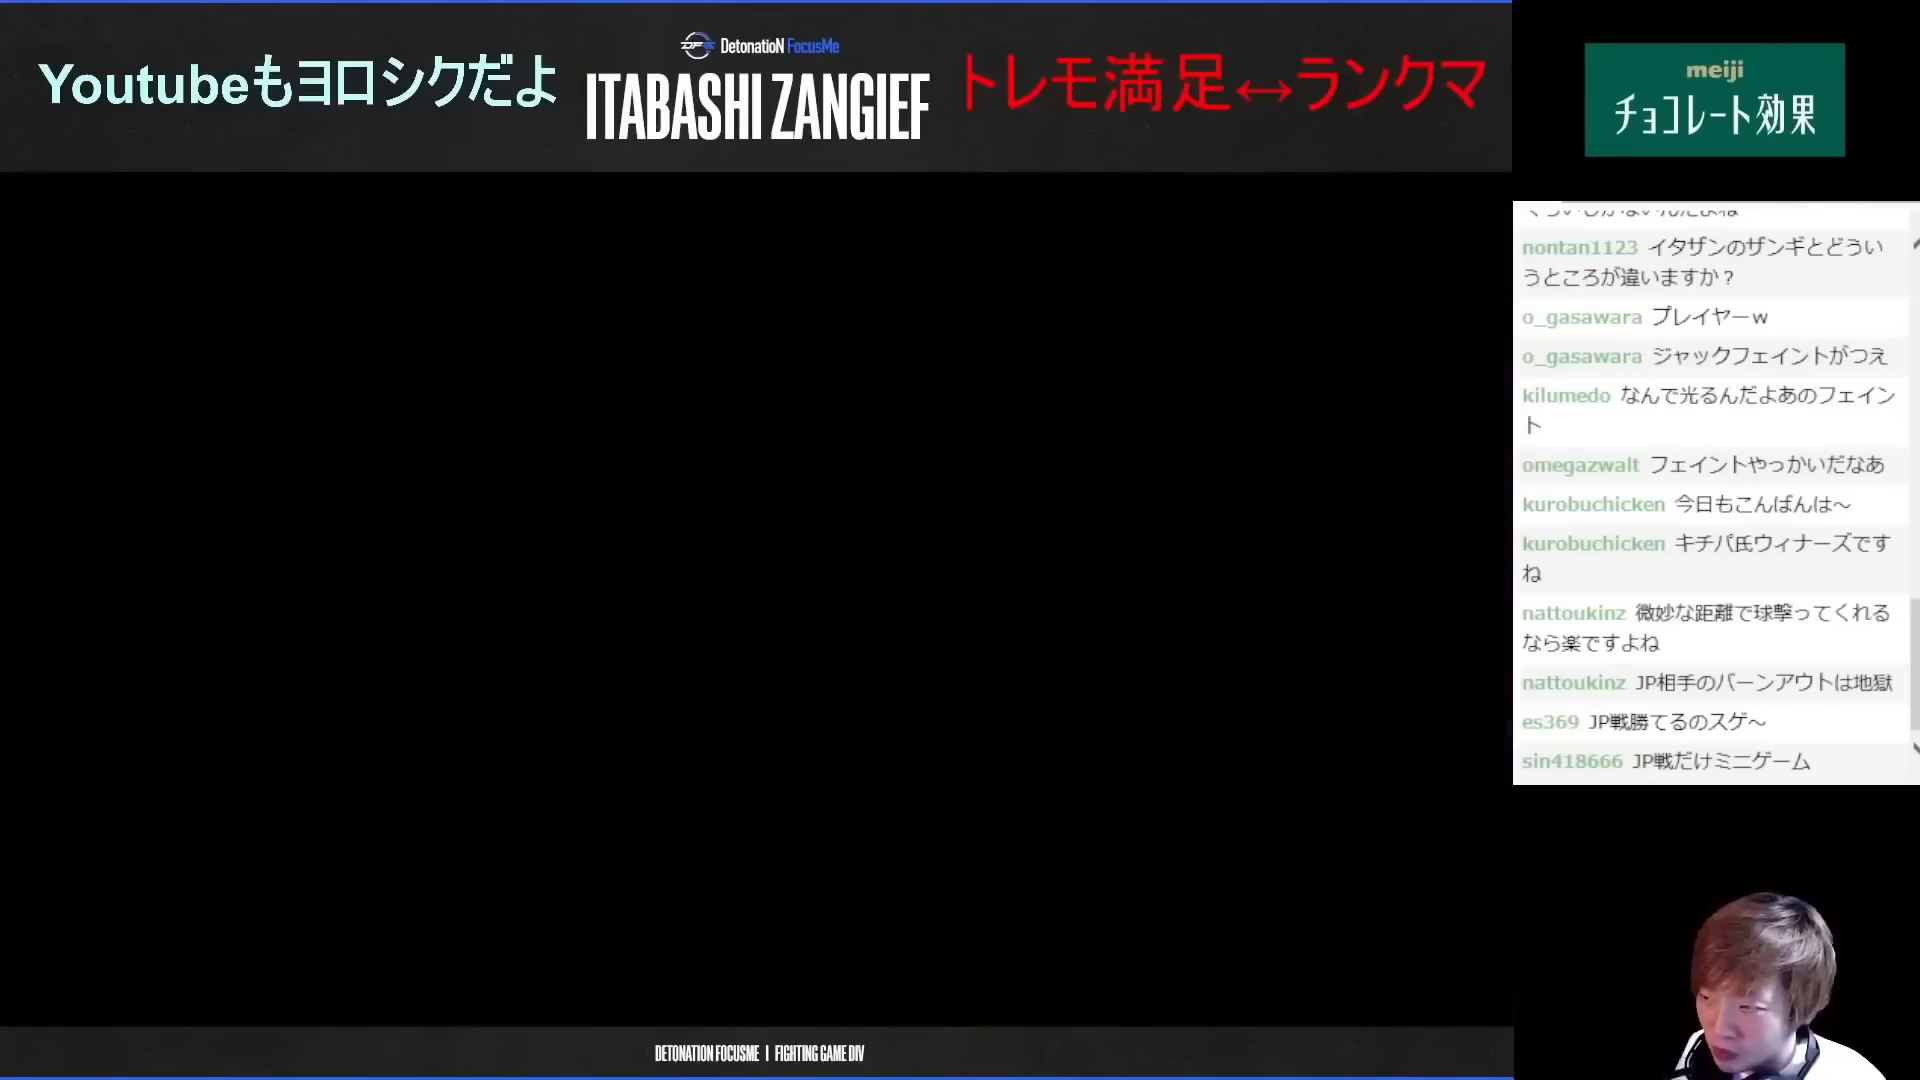 Youtubeもヨロシクだよ
DetonatioN FocusMe
ITABASHI ZANGIEF
トレモ満足↔ランクマ
meiji
チョコレート効果
nontan1123 イタザンのザンギとどうい
うところが違いますか？
o_gasawara プレイヤーｗ
o_gasawara ジャックフェイントがつえ
kilumedo なんで光るんだよあのフェイン
ト
omegazwalt フェイントやっかいだなあ
kurobuchicken 今日もこんばんは～
kurobuchicken キチパ氏ウィナーズです
ね
nattoukinz 微妙な距離で球撃ってくれる
なら楽ですよね
nattoukinz JP相手のバーンアウトは地獄
es369 JP戦勝てるのスゲ～
sin418666 JP戦だけミニゲーム
DETONATION FOCUSME | FIGHTING GAME DIV